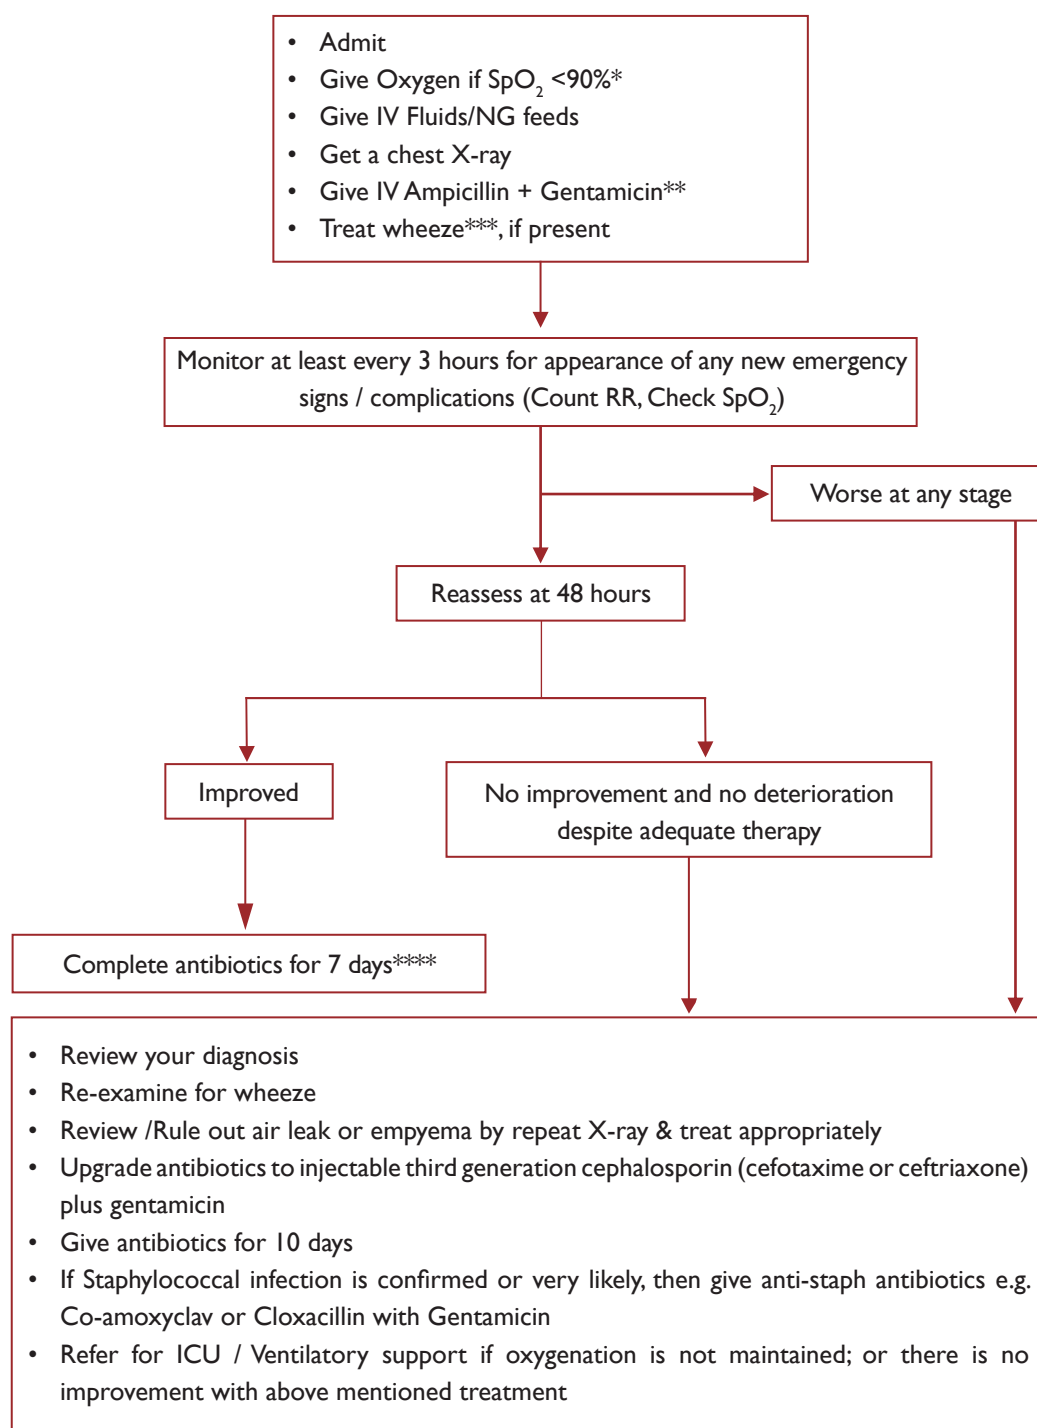 • Admit
• Give Oxygen if SpO₂ <90%*
• Give IV Fluids/NG feeds
• Get a chest X-ray
• Give IV Ampicillin + Gentamicin**
• Treat wheeze***, if present
Monitor at least every 3 hours for appearance of any new emergency
signs / complications (Count RR, Check SpO₂)
Worse at any stage
Reassess at 48 hours
Improved
No improvement and no deterioration
despite adequate therapy
Complete antibiotics for 7 days****
• Review your diagnosis
• Re-examine for wheeze
• Review /Rule out air leak or empyema by repeat X-ray & treat appropriately
• Upgrade antibiotics to injectable third generation cephalosporin (cefotaxime or ceftriaxone)
plus gentamicin
• Give antibiotics for 10 days
• If Staphylococcal infection is confirmed or very likely, then give anti-staph antibiotics e.g.
Co-amoxyclav or Cloxacillin with Gentamicin
• Refer for ICU / Ventilatory support if oxygenation is not maintained; or there is no
improvement with above mentioned treatment